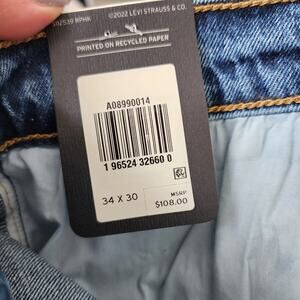 ©2022 LEVI STRAUSS & CO.
PRINTED ON RECYCLED PAPER
A08990014
1 96524 32660 0
34 X 30
MSRP
$108.00